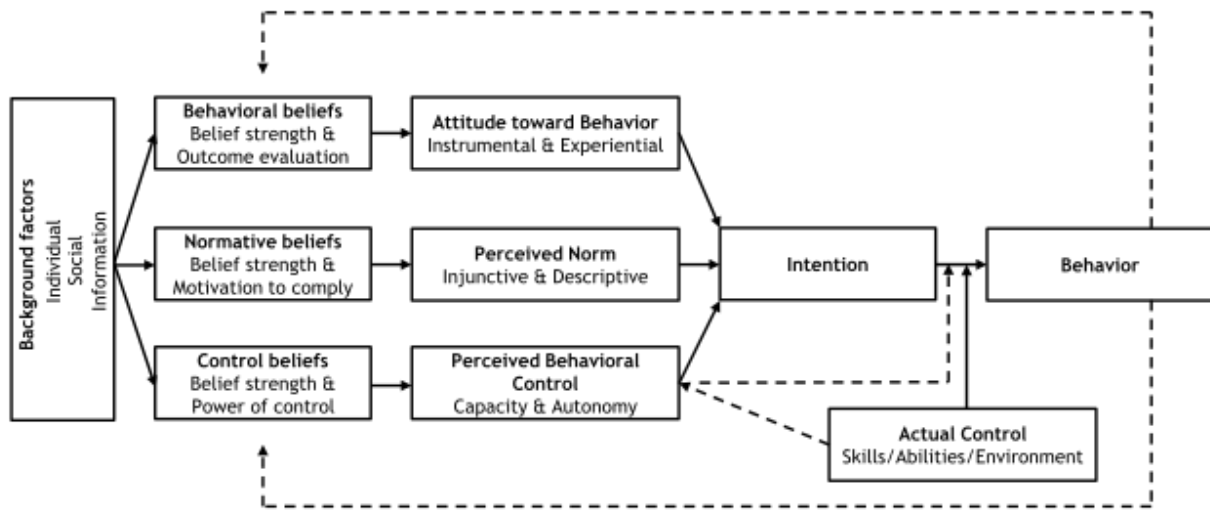 Background factors
Individual
Social
Information
Behavioral beliefs
Belief strength &
Outcome evaluation
Attitude toward Behavior
Instrumental & Experiential
Normative beliefs
Belief strength &
Motivation to comply
Perceived Norm
Injunctive & Descriptive
Intention
Behavior
Control beliefs
Belief strength &
Power of control
Perceived Behavioral
Control
Capacity & Autonomy
Actual Control
Skills/Abilities/Environment